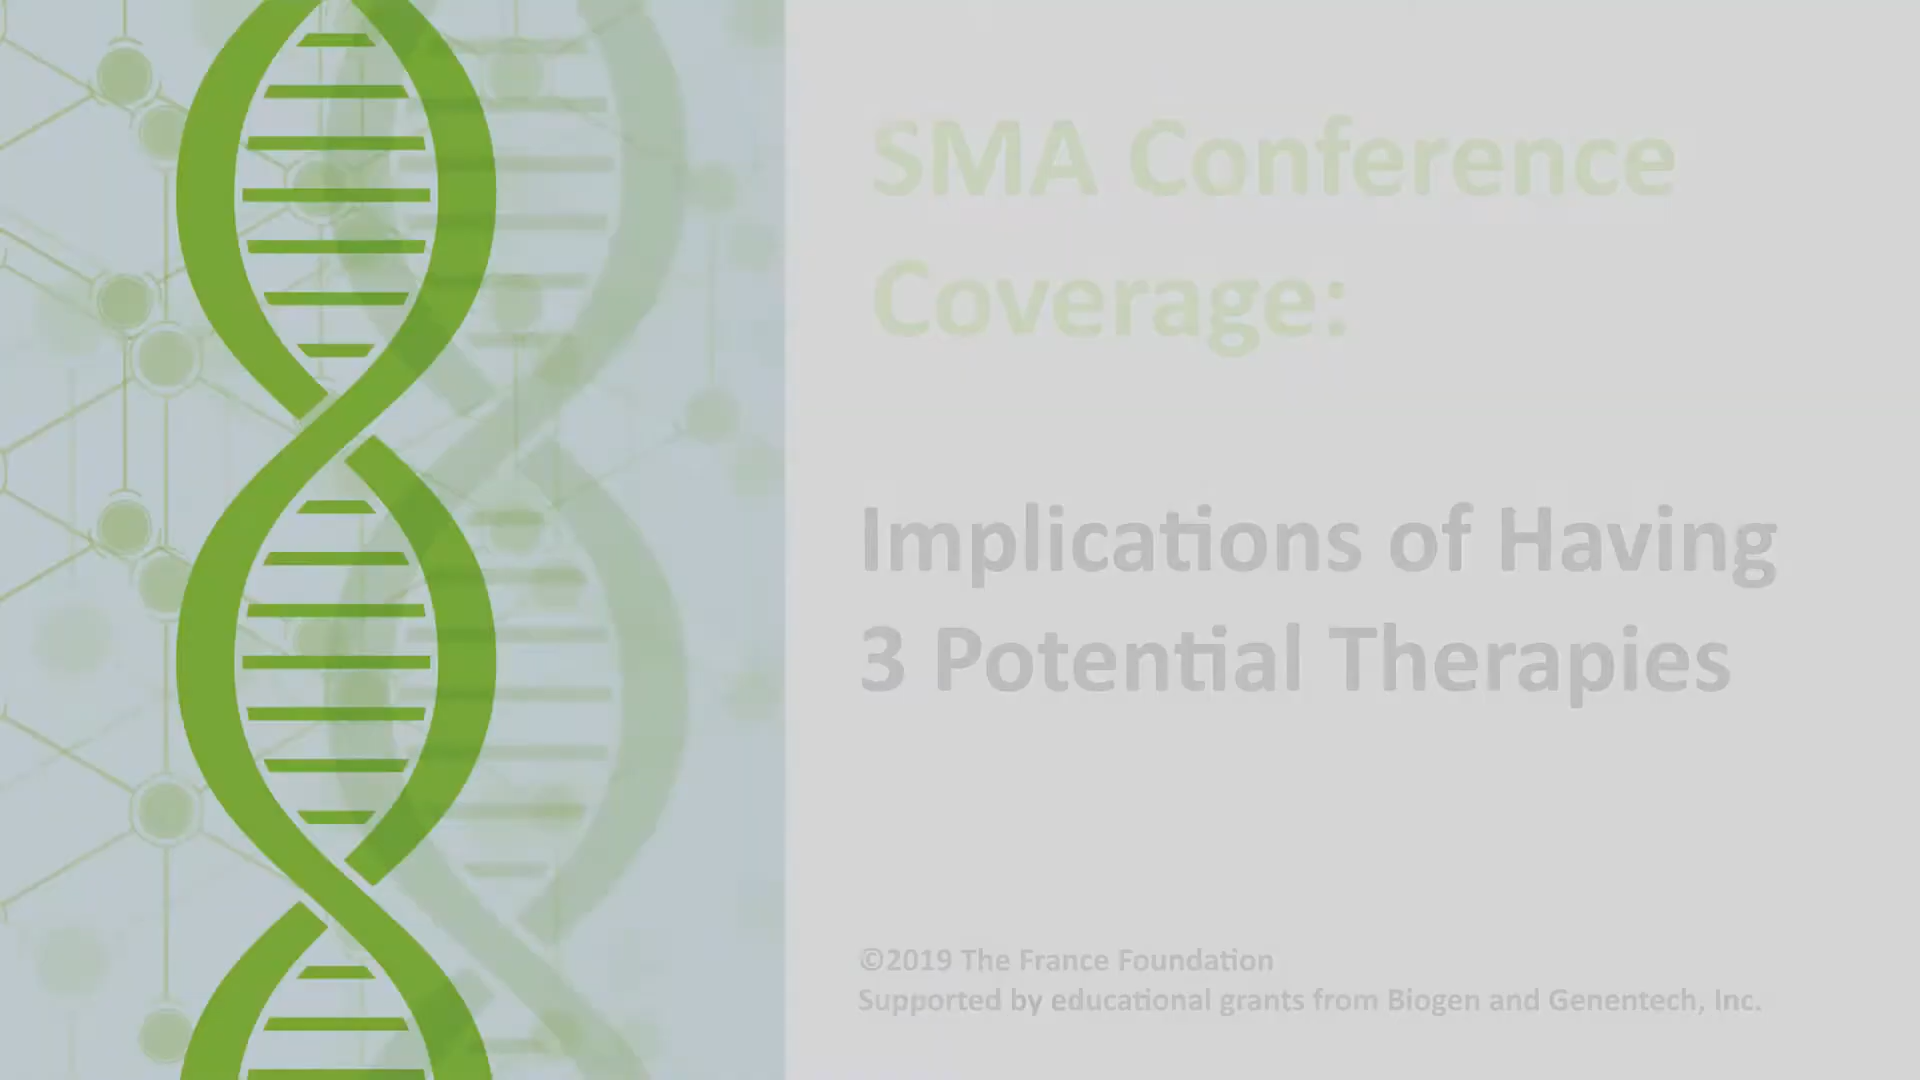 SMA Conference
Coverage:
Implications of Having
3 Potential Therapies
©2019 The France Foundation
Supported by educational grants from Biogen and Genentech, Inc.